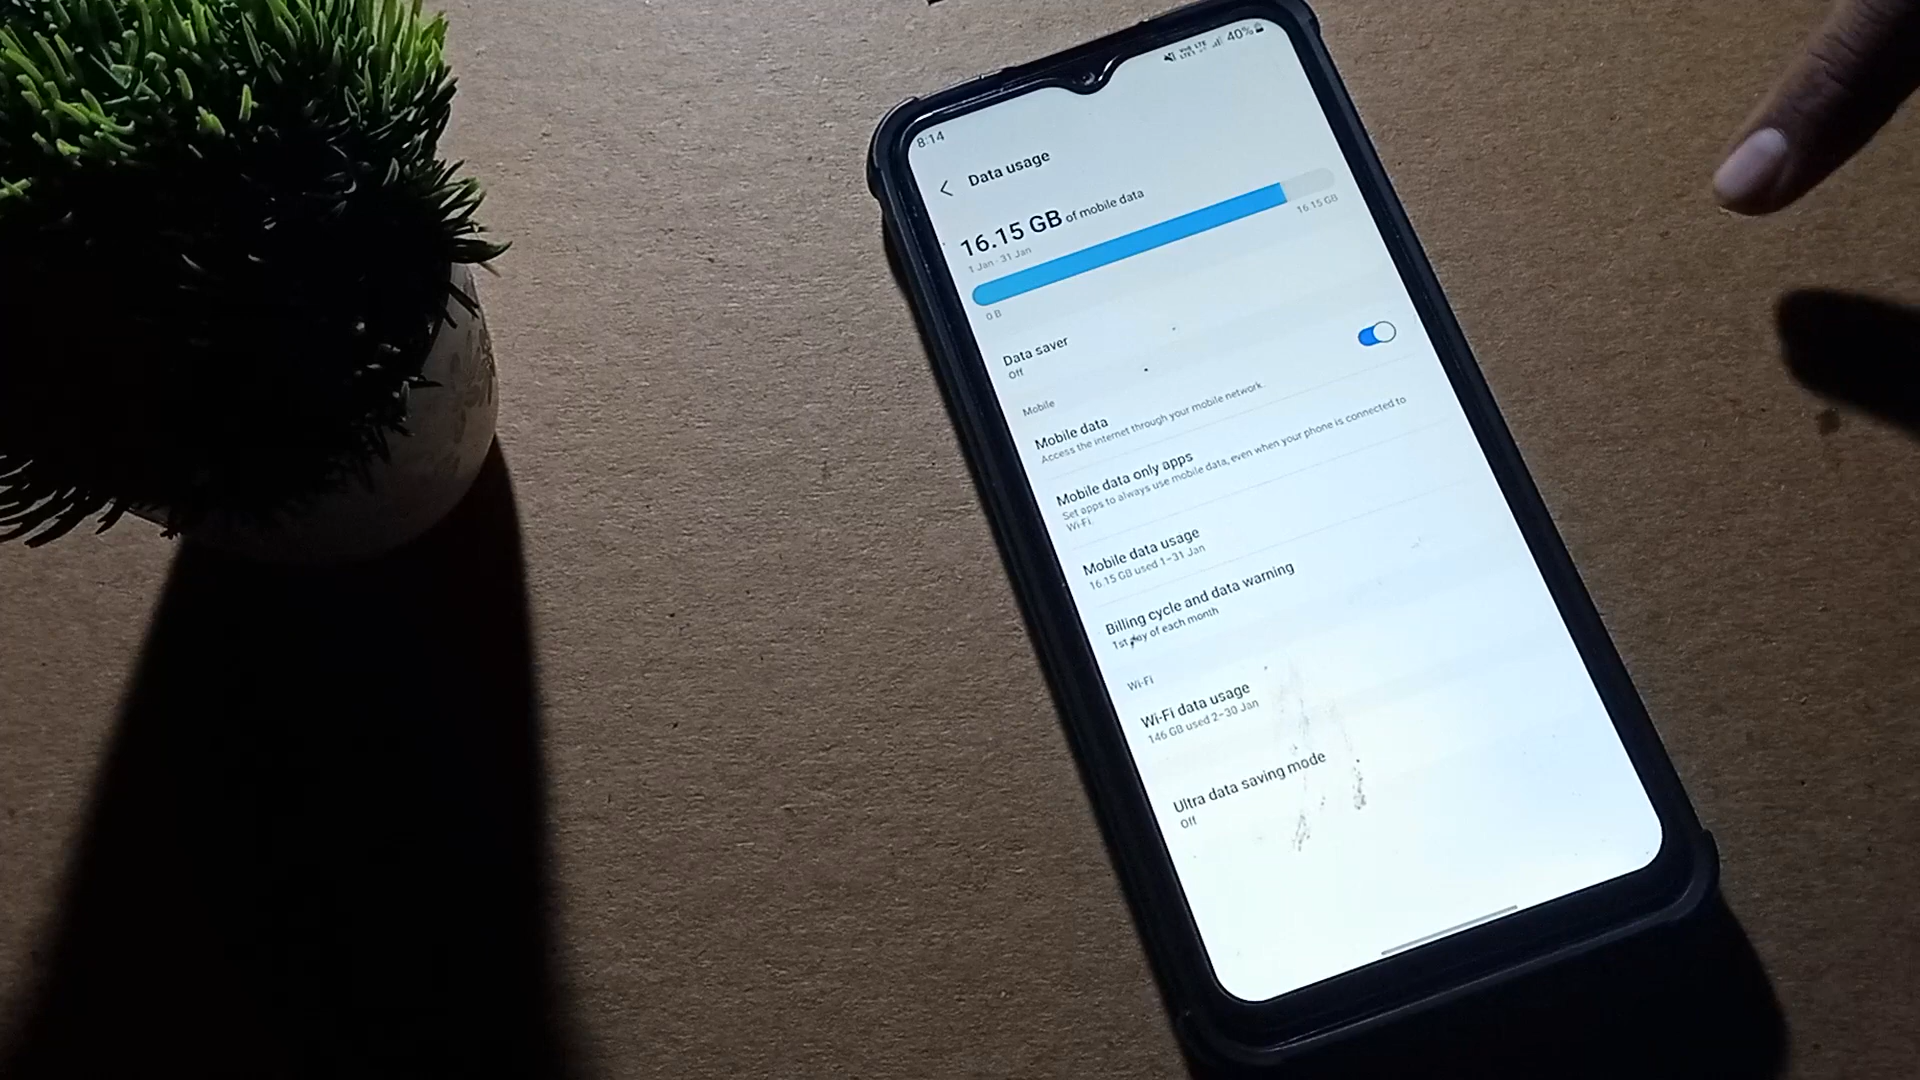 8:14
40%
Data usage
16.15 GB of mobile data
1 Jan - 31 Jan
0 B
16.15 GB
Data saver
Off
Mobile
Mobile data
Access the internet through your mobile network.
Mobile data only apps
Set apps to always use mobile data, even when your phone is connected to
Wi-Fi.
Mobile data usage
16.15 GB used 1–31 Jan
Billing cycle and data warning
1st day of each month
Wi-Fi
Wi-Fi data usage
146 GB used 2–30 Jan
Ultra data saving mode
Off